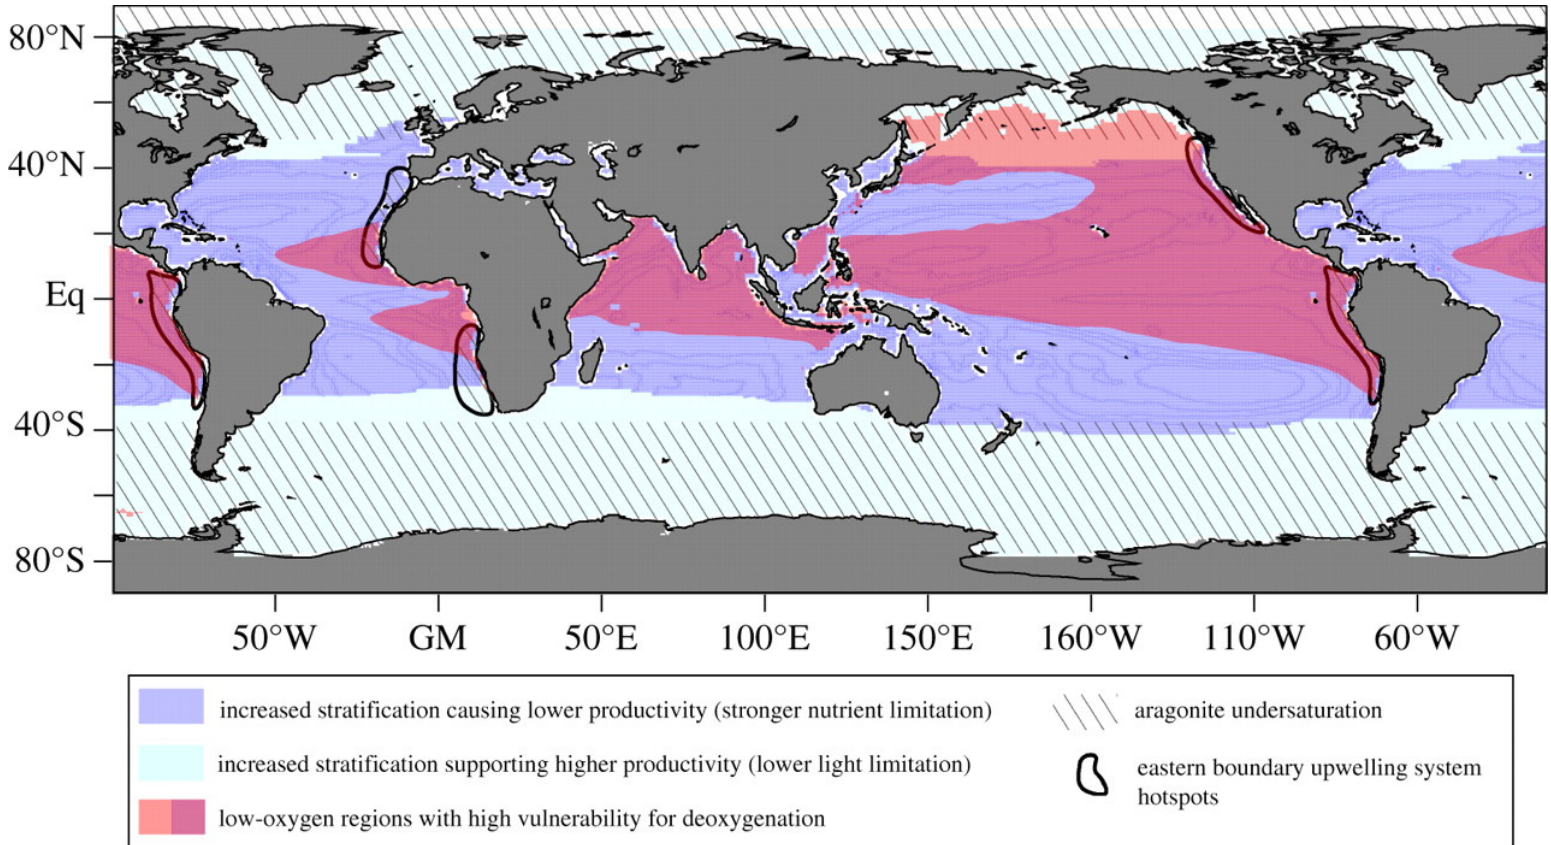 80°N
40°N
Eq
40°S
80°S
50°W GM 50°E 100°E 150°E 160°W 110°W 60°W
increased stratification causing lower productivity (stronger nutrient limitation)
increased stratification supporting higher productivity (lower light limitation)
low-oxygen regions with high vulnerability for deoxygenation
aragonite undersaturation
eastern boundary upwelling system
hotspots